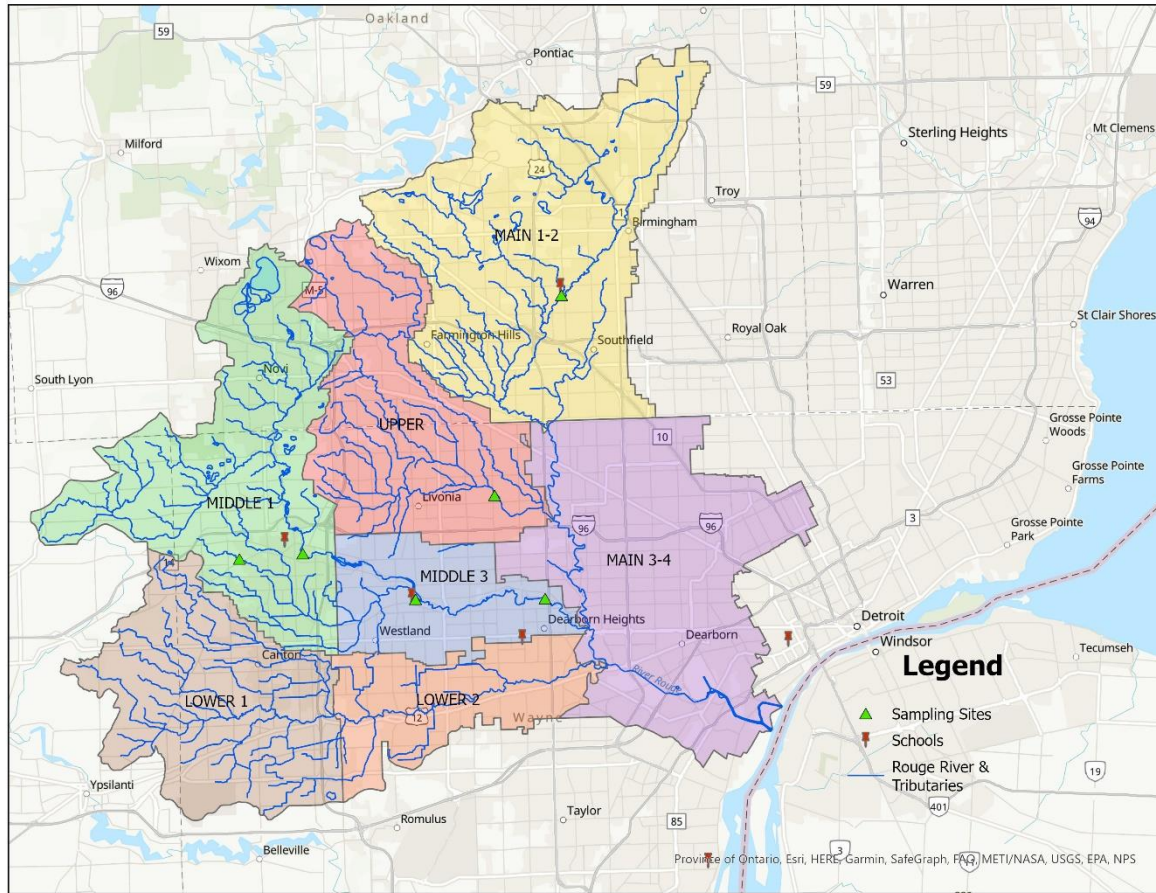 Oakland
59
Pontiac
59
Sterling Heights
Mt Clemens
Milford
24
Troy
94
1
Birmingham
MAIN 1-2
Wixom
96
M-5
Warren
St Clair Shores
Farmington Hills
Southfield
Royal Oak
South Lyon
Novi
53
Grosse Pointe
Woods
UPPER
10
Grosse Pointe
Farms
MIDDLE 1
Livonia
96
96
3
Grosse Pointe
Park
14
MIDDLE 3
MAIN 3-4
Westland
Dearborn Heights
Dearborn
Detroit
Windsor
Canton
Tecumseh
Legend
River Rouge
LOWER 1
LOWER 2
12
Wayne
Sampling Sites
Schools
Rouge River &
Tributaries
Ypsilanti
19
401
Romulus
Taylor
85
3
11
Belleville
Province of Ontario, Esri, HERE, Garmin, SafeGraph, FAO, METI/NASA, USGS, EPA, NPS